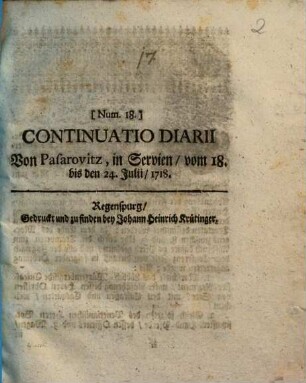 17
2
[Num. 18.]
CONTINUATIO DIARII
Von Pasarovitz, in Servien/ vom 18.
bis den 24. Julii/ 1718.
Regenspurg/
Gedruckt und zu finden bey Johann Heinrich Krütinger.